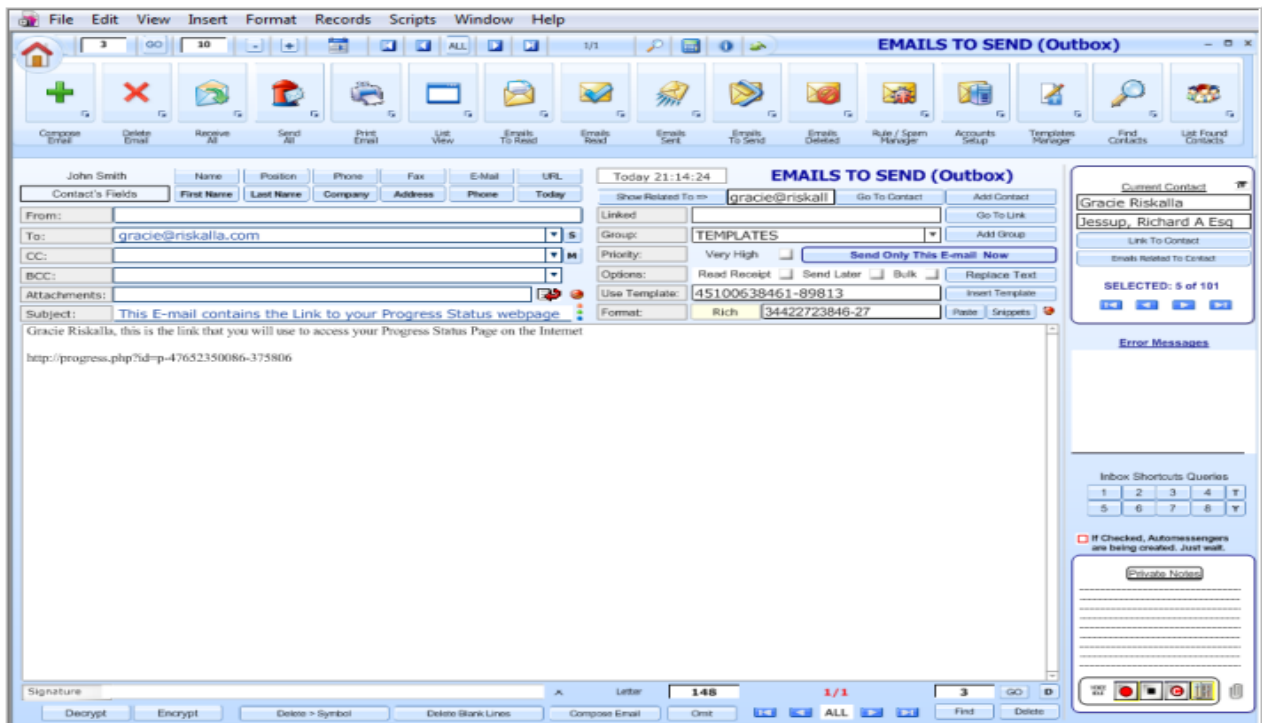 File Edit View Insert Format Records Scripts Window Help
3 GO 10 - + ALL 1/1 EMAILS TO SEND (Outbox)
Compose Email Delete Email Receive All Send All Print Email List View Emails To Read Emails Read Emails Sent Emails To Send Emails Deleted Rule / Spam Manager Accounts Setup Templates Manager Find Contacts List Found Contacts
John Smith Name Position Phone Fax E-Mail URL Today 21:14:24 EMAILS TO SEND (Outbox)
Contact's Fields First Name Last Name Company Address Phone Today Show Related To => gracie@riskall Go To Contact Add Contact
From: Linked Go To Link
To: gracie@riskalla.com S Group: TEMPLATES Add Group
CC: M Priority: Very High Send Only This E-mail Now
BCC: Options: Read Receipt Send Later Bulk Replace Text
Attachments: Use Template: 45100638461-89813 Insert Template
Subject: This E-mail contains the Link to your Progress Status webpage Format: Rich 34422723846-27 Paste Snippets
Gracie Riskalla, this is the link that you will use to access your Progress Status Page on the Internet
http://progress.php?id=p-47652350086-375806
Current Contact
Gracie Riskalla
Jessup, Richard A Esq
Link To Contact
Emails Related To Contact
SELECTED: 5 of 101
Error Messages
Inbox Shortcuts Queries
1 2 3 4 T
5 6 7 8 Y
If Checked, Automessengers
are being created. Just wait.
Private Notes
Signature Letter 148 1/1 3 GO D
Decrypt Encrypt Delete > Symbol Delete Blank Lines Compose Email Omit ALL Find Delete